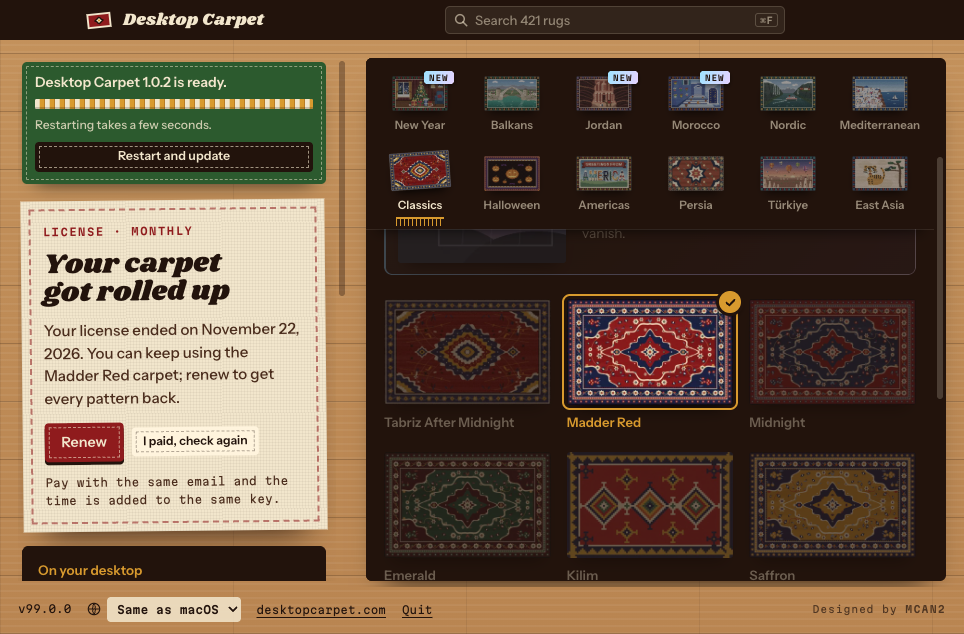 Desktop Carpet
Search 421 rugs
⌘F
Desktop Carpet 1.0.2 is ready.
Restarting takes a few seconds.
Restart and update
LICENSE · MONTHLY
Your carpet
got rolled up
Your license ended on November 22,
2026. You can keep using the
Madder Red carpet; renew to get
every pattern back.
Renew
I paid, check again
Pay with the same email and the
time is added to the same key.
On your desktop
NEW
NEW
NEW
New Year
Balkans
Jordan
Morocco
Nordic
Mediterranean
Classics
Halloween
Americas
Persia
Türkiye
East Asia
vanish.
Tabriz After Midnight
Madder Red
Midnight
Emerald
Kilim
Saffron
v99.0.0
Same as macOS
desktopcarpet.com
Quit
Designed by MCAN2